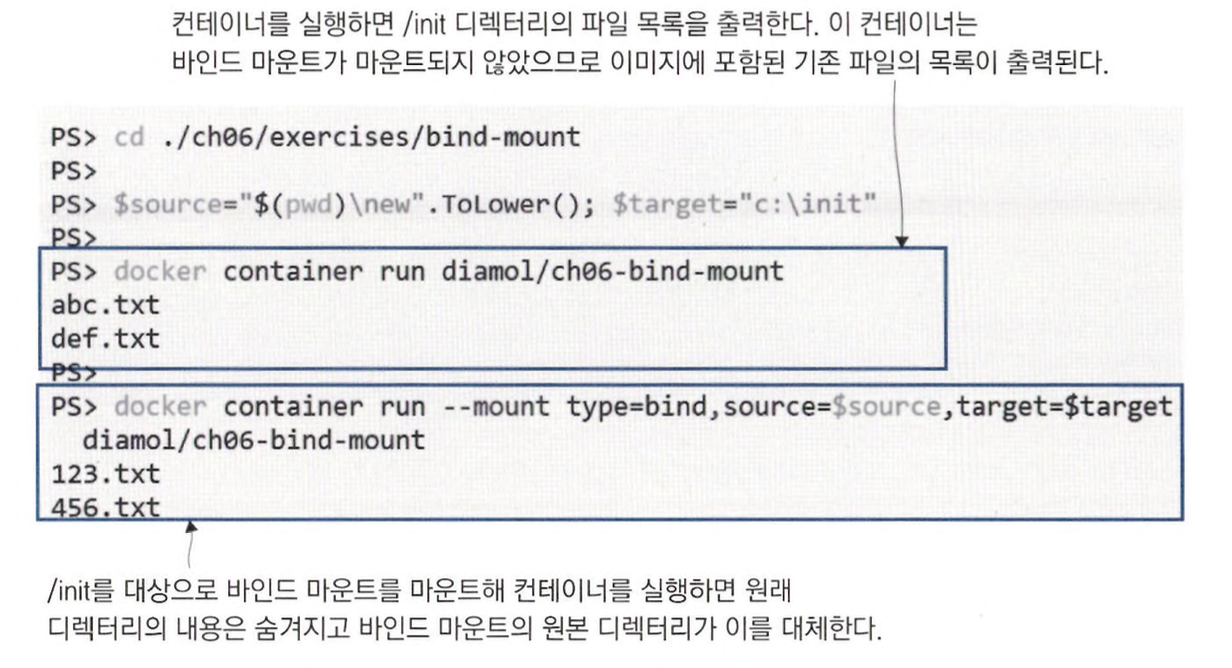 컨테이너를 실행하면 /init 디렉터리의 파일 목록을 출력한다. 이 컨테이너는
바인드 마운트가 마운트되지 않았으므로 이미지에 포함된 기존 파일의 목록이 출력된다.
PS> cd ./ch06/exercises/bind-mount
PS>
PS> $source="$(pwd)\new".ToLower(); $target="c:\init"
PS>
PS> docker container run diamol/ch06-bind-mount
abc.txt
def.txt
PS>
PS> docker container run --mount type=bind,source=$source,target=$target
diamol/ch06-bind-mount
123.txt
456.txt
/init를 대상으로 바인드 마운트를 마운트해 컨테이너를 실행하면 원래
디렉터리의 내용은 숨겨지고 바인드 마운트의 원본 디렉터리가 이를 대체한다.